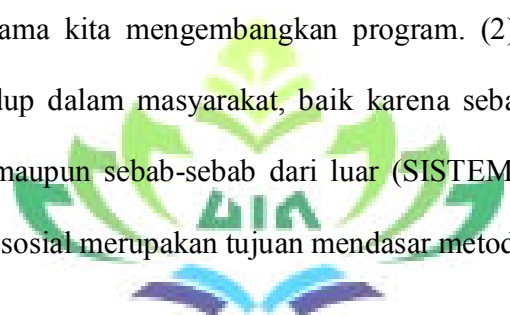 ama kita mengembangkan program. (2)
dup dalam masyarakat, baik karena seba
maupun sebab-sebab dari luar (SISTEM
sosial merupakan tujuan mendasar metod
UIN